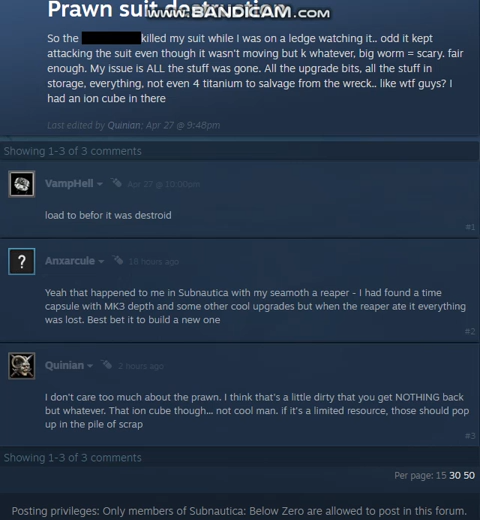 Prawn suit destruction
www.BANDICAM.com
So the killed my suit while I was on a ledge watching it.. odd it kept
attacking the suit even though it wasn't moving but k whatever, big worm = scary. fair
enough. My issue is ALL the stuff was gone. All the upgrade bits, all the stuff in
storage, everything, not even 4 titanium to salvage from the wreck.. like wtf guys? I
had an ion cube in there
Last edited by Quinian; Apr 27 @ 9:48pm
Showing 1-3 of 3 comments
VampHell Apr 27 @ 10:00pm
load to befor it was destroid
#1
Anxarcule 18 hours ago
Yeah that happened to me in Subnautica with my seamoth a reaper - I had found a time
capsule with MK3 depth and some other cool upgrades but when the reaper ate it everything
was lost. Best bet it to build a new one
#2
Quinian 2 hours ago
I don't care too much about the prawn. I think that's a little dirty that you get NOTHING back
but whatever. That ion cube though... not cool man. if it's a limited resource, those should pop
up in the pile of scrap
#3
Showing 1-3 of 3 comments
Per page: 15 30 50
Posting privileges: Only members of Subnautica: Below Zero are allowed to post in this forum.